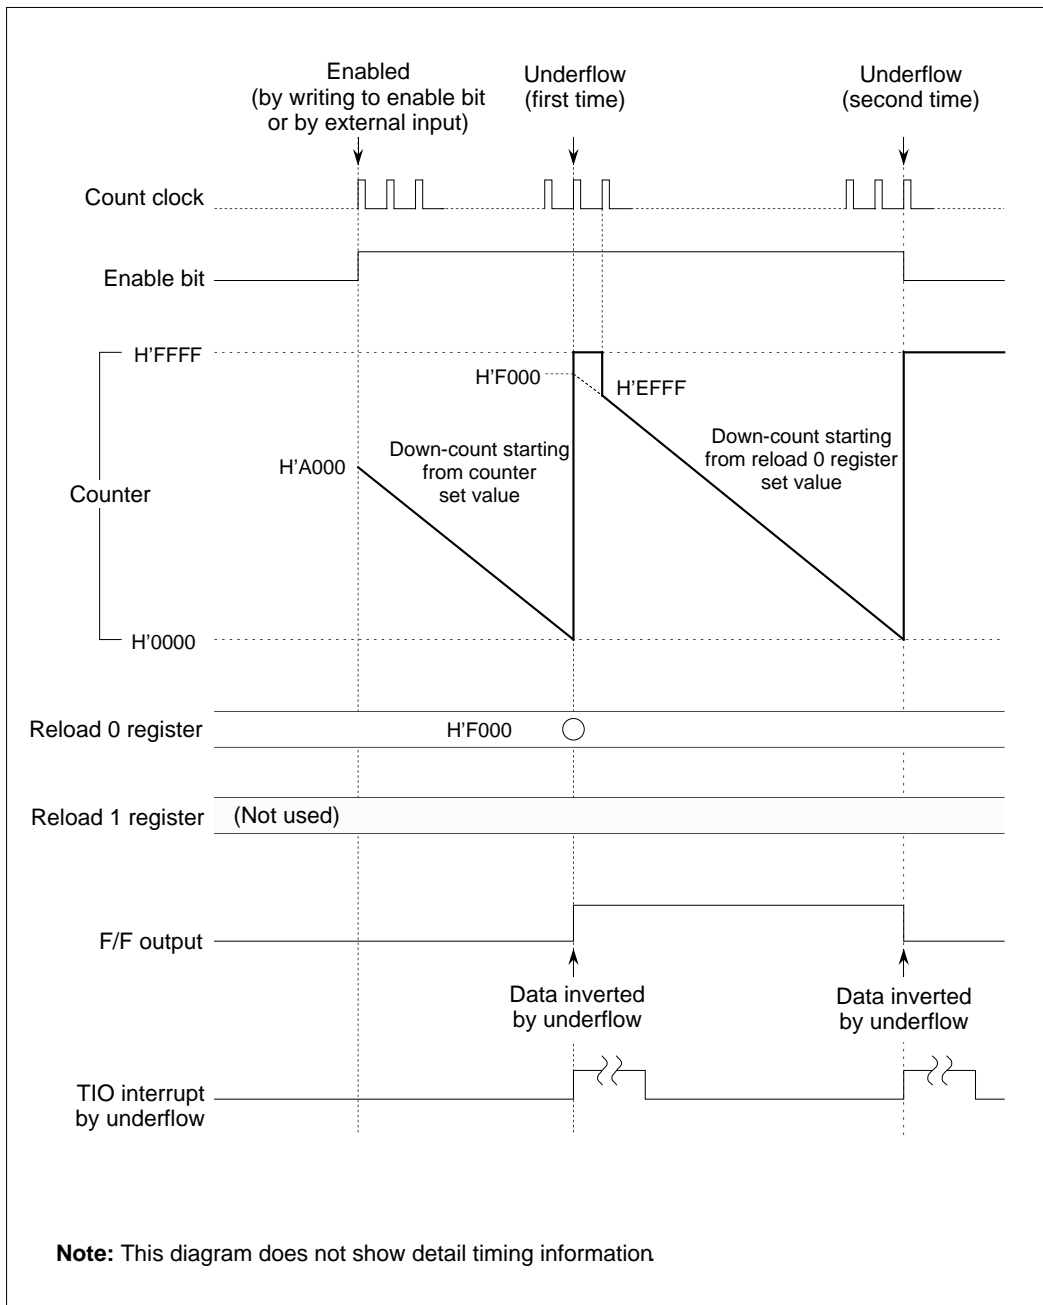 Enabled
(by writing to enable bit
or by external input)
Underflow
(first time)
Underflow
(second time)
Count clock
Enable bit
H'FFFF
H'F000
H'EFFF
Down-count starting
from counter
set value
Down-count starting
from reload 0 register
set value
H'A000
Counter
H'0000
Reload 0 register
H'F000
Reload 1 register
(Not used)
F/F output
Data inverted
by underflow
Data inverted
by underflow
TIO interrupt
by underflow
Note: This diagram does not show detail timing information.